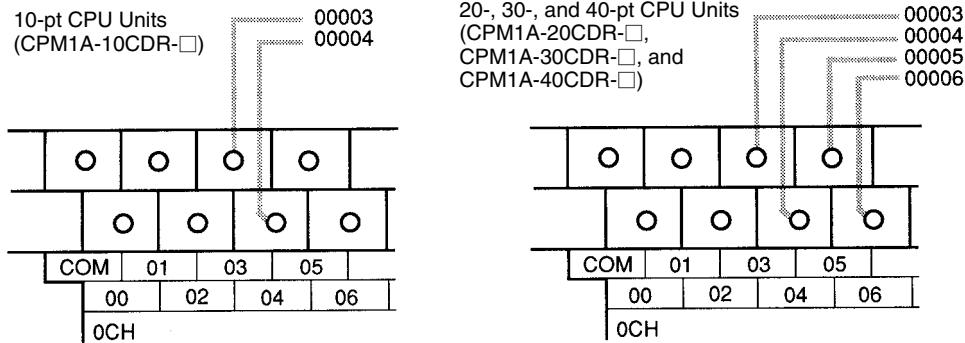 10-pt CPU Units
(CPM1A-10CDR-□)
00003
00004
COM 01 03 05
00 02 04 06
0CH
20-, 30-, and 40-pt CPU Units
(CPM1A-20CDR-□,
CPM1A-30CDR-□, and
CPM1A-40CDR-□)
00003
00004
00005
00006
COM 01 03 05
00 02 04 06
0CH